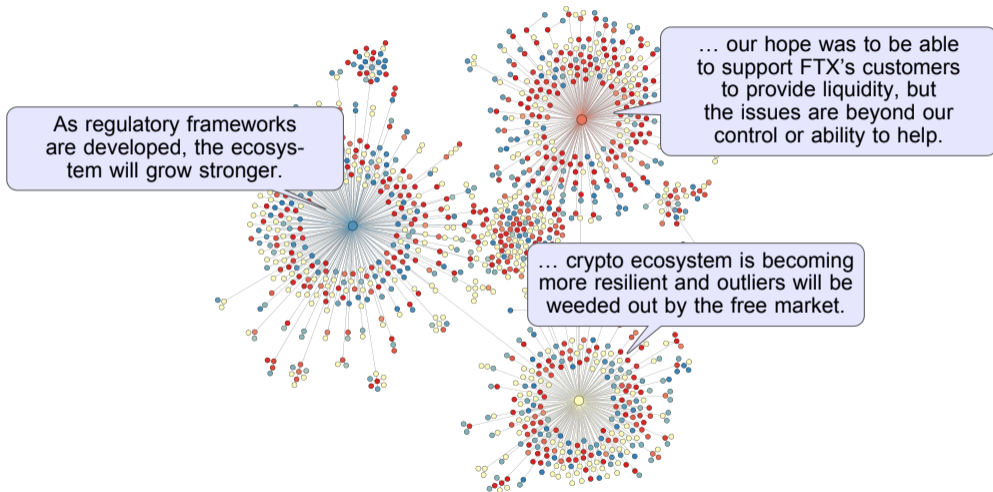 As regulatory frameworks
are developed, the ecosys-
tem will grow stronger.
… our hope was to be able
to support FTX's customers
to provide liquidity, but
the issues are beyond our
control or ability to help.
… crypto ecosystem is becoming
more resilient and outliers will be
weeded out by the free market.